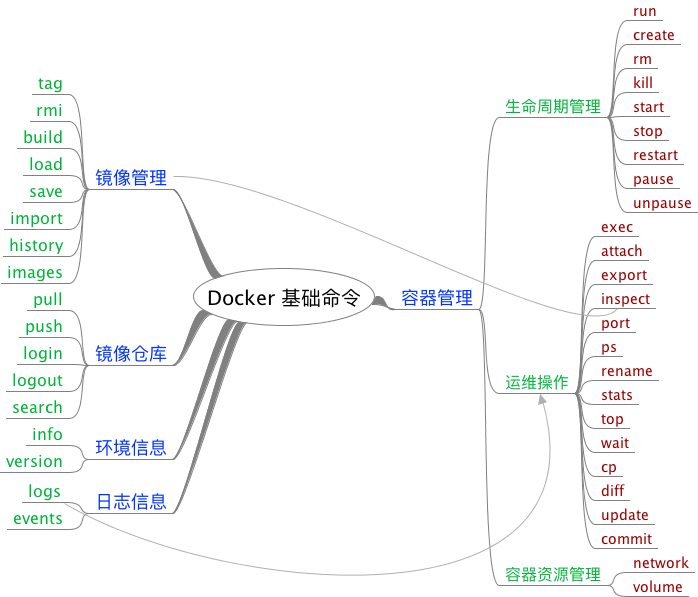 Docker 基础命令
镜像管理
tag
rmi
build
load
save
import
history
images
镜像仓库
pull
push
login
logout
search
环境信息
info
version
日志信息
logs
events
容器管理
生命周期管理
run
create
rm
kill
start
stop
restart
pause
unpause
运维操作
exec
attach
export
inspect
port
ps
rename
stats
top
wait
cp
diff
update
commit
容器资源管理
network
volume